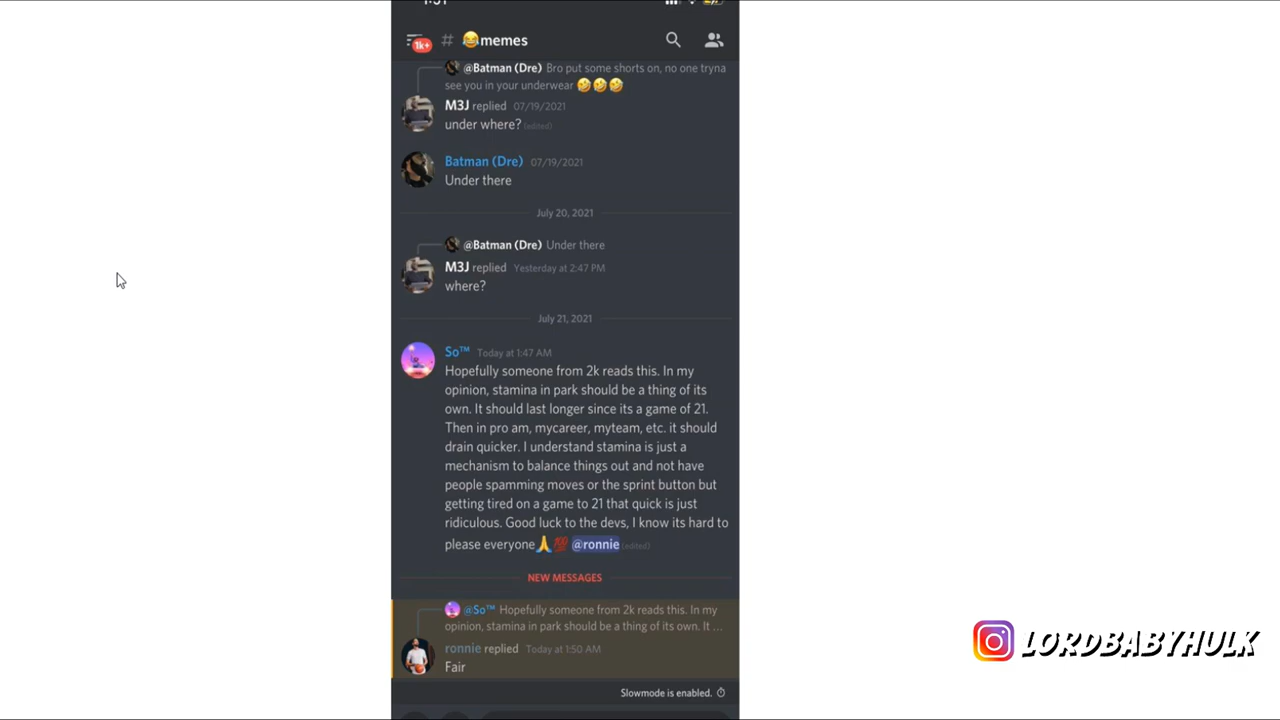 1k+
# 😂memes
@Batman (Dre) Bro put some shorts on, no one tryna
see you in your underwear 🤣🤣🤣
M3J replied 07/19/2021
under where? (edited)
Batman (Dre) 07/19/2021
Under there
July 20, 2021
@Batman (Dre) Under there
M3J replied Yesterday at 2:47 PM
where?
July 21, 2021
So™ Today at 1:47 AM
Hopefully someone from 2k reads this. In my
opinion, stamina in park should be a thing of its
own. It should last longer since its a game of 21.
Then in pro am, mycareer, myteam, etc. it should
drain quicker. I understand stamina is just a
mechanism to balance things out and not have
people spamming moves or the sprint button but
getting tired on a game to 21 that quick is just
ridiculous. Good luck to the devs, I know its hard to
please everyone🙏💯 @ronnie (edited)
NEW MESSAGES
@So™ Hopefully someone from 2k reads this. In my
opinion, stamina in park should be a thing of its own. It ...
ronnie replied Today at 1:50 AM
Fair
Slowmode is enabled.
LORDBABYHULK